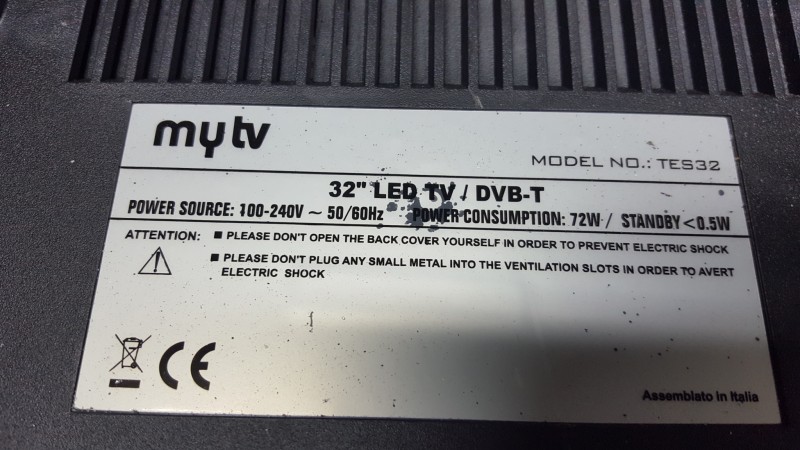 mytv
MODEL NO.: TES32
32" LED TV / DVB-T
POWER SOURCE: 100-240V ~ 50/60Hz POWER CONSUMPTION: 72W / STANDBY<0.5W
ATTENTION: ■ PLEASE DON'T OPEN THE BACK COVER YOURSELF IN ORDER TO PREVENT ELECTRIC SHOCK
■ PLEASE DON'T PLUG ANY SMALL METAL INTO THE VENTILATION SLOTS IN ORDER TO AVERT
ELECTRIC SHOCK
CE
Assemblato in Italia